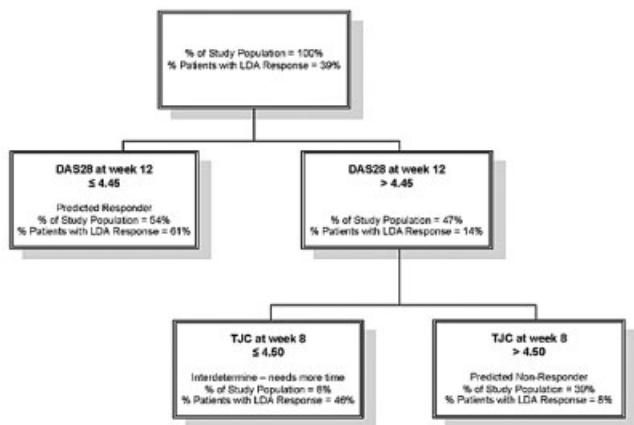 % of Study Population = 100%
% Patients with LDA Response = 39%
DAS28 at week 12
≤ 4.45
Predicted Responder
% of Study Population = 54%
% Patients with LDA Response = 61%
DAS28 at week 12
> 4.45
% of Study Population = 47%
% Patients with LDA Response = 14%
TJC at week 8
≤ 4.50
Interdetermine – needs more time
% of Study Population = 8%
% Patients with LDA Response = 46%
TJC at week 8
> 4.50
Predicted Non-Responder
% of Study Population = 39%
% Patients with LDA Response = 8%